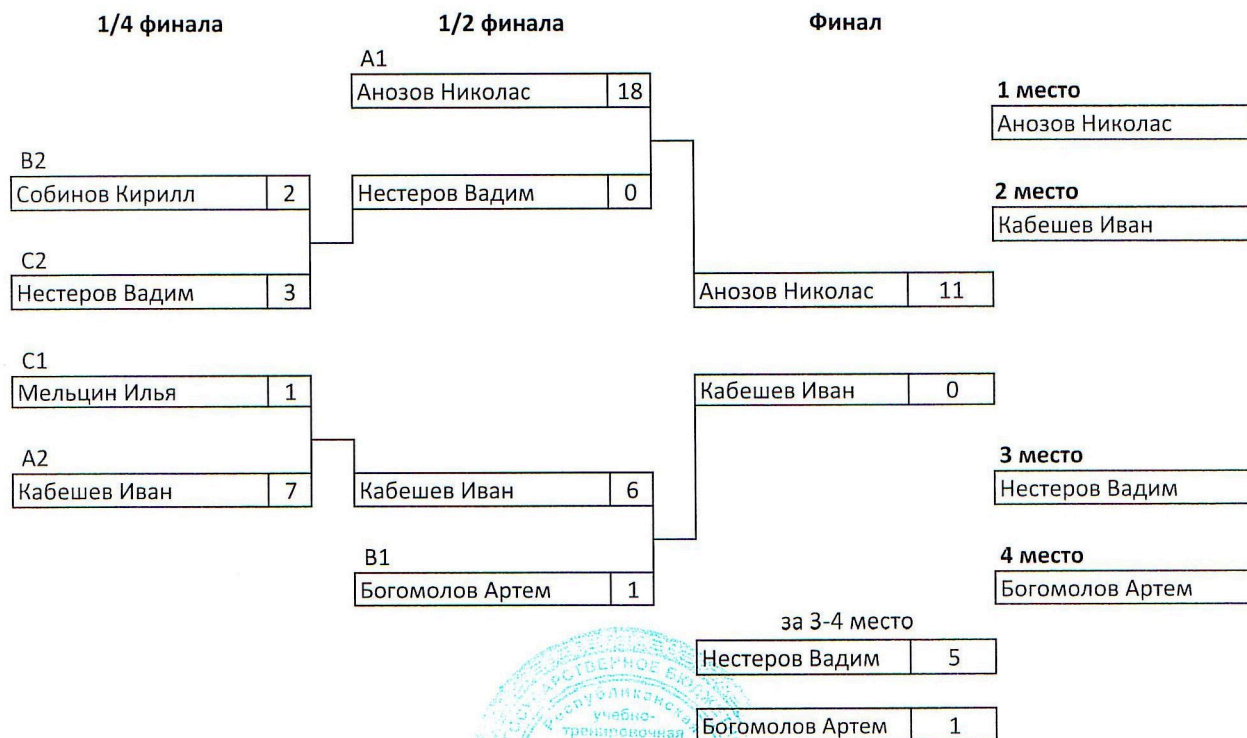 1/4 финала
1/2 финала
Финал
A1
Анозов Николас 18
1 место
Анозов Николас
B2
Собинов Кирилл 2
Нестеров Вадим 0
2 место
Кабешев Иван
C2
Нестеров Вадим 3
Анозов Николас 11
C1
Мельцин Илья 1
Кабешев Иван 0
A2
Кабешев Иван 7
Кабешев Иван 6
3 место
Нестеров Вадим
B1
Богомолов Артем 1
4 место
Богомолов Артем
за 3-4 место
Нестеров Вадим 5
Богомолов Артем 1
учебно-
тренировочная